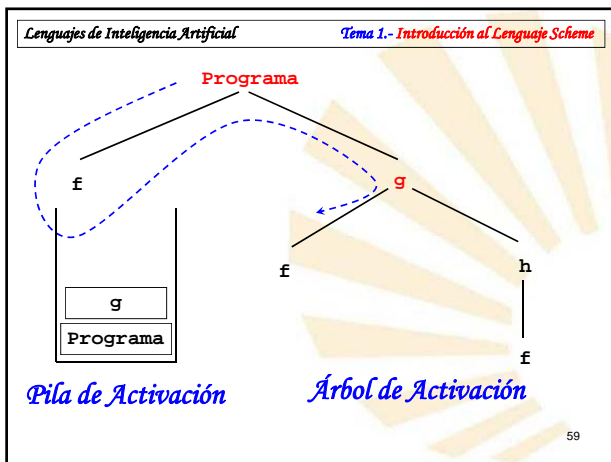 Lenguajes de Inteligencia Artificial
Tema 1.- Introducción al Lenguaje Scheme
Programa
f
g
f
h
g
Programa
f
Pila de Activación
Árbol de Activación
59